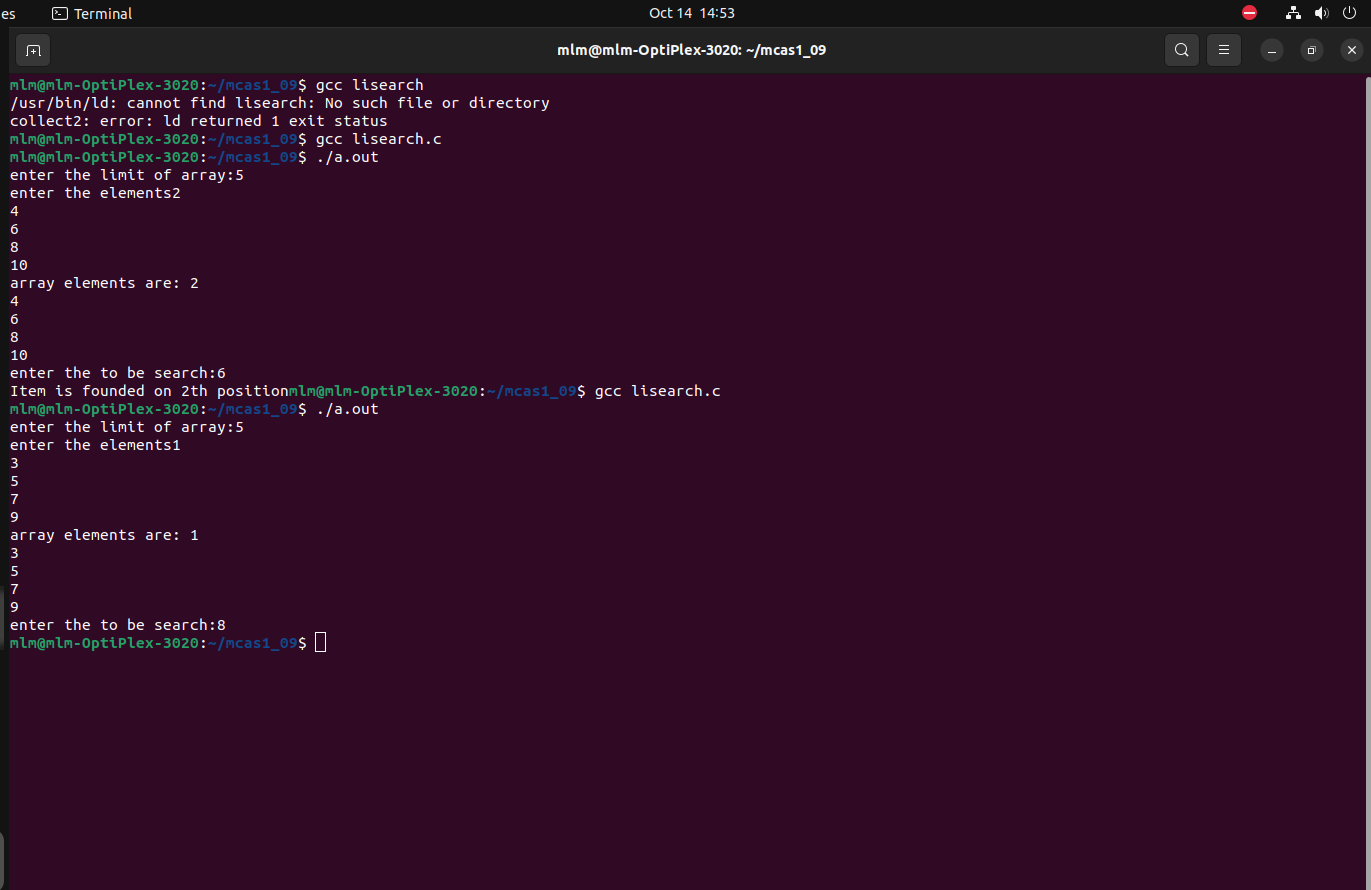 es
Terminal
Oct 14 14:53
mlm@mlm-OptiPlex-3020: ~/mcas1_09
mlm@mlm-OptiPlex-3020:~/mcas1_09$ gcc lisearch
/usr/bin/ld: cannot find lisearch: No such file or directory
collect2: error: ld returned 1 exit status
mlm@mlm-OptiPlex-3020:~/mcas1_09$ gcc lisearch.c
mlm@mlm-OptiPlex-3020:~/mcas1_09$ ./a.out
enter the limit of array:5
enter the elements2
4
6
8
10
array elements are: 2
4
6
8
10
enter the to be search:6
Item is founded on 2th positionmlm@mlm-OptiPlex-3020:~/mcas1_09$ gcc lisearch.c
mlm@mlm-OptiPlex-3020:~/mcas1_09$ ./a.out
enter the limit of array:5
enter the elements1
3
5
7
9
array elements are: 1
3
5
7
9
enter the to be search:8
mlm@mlm-OptiPlex-3020:~/mcas1_09$